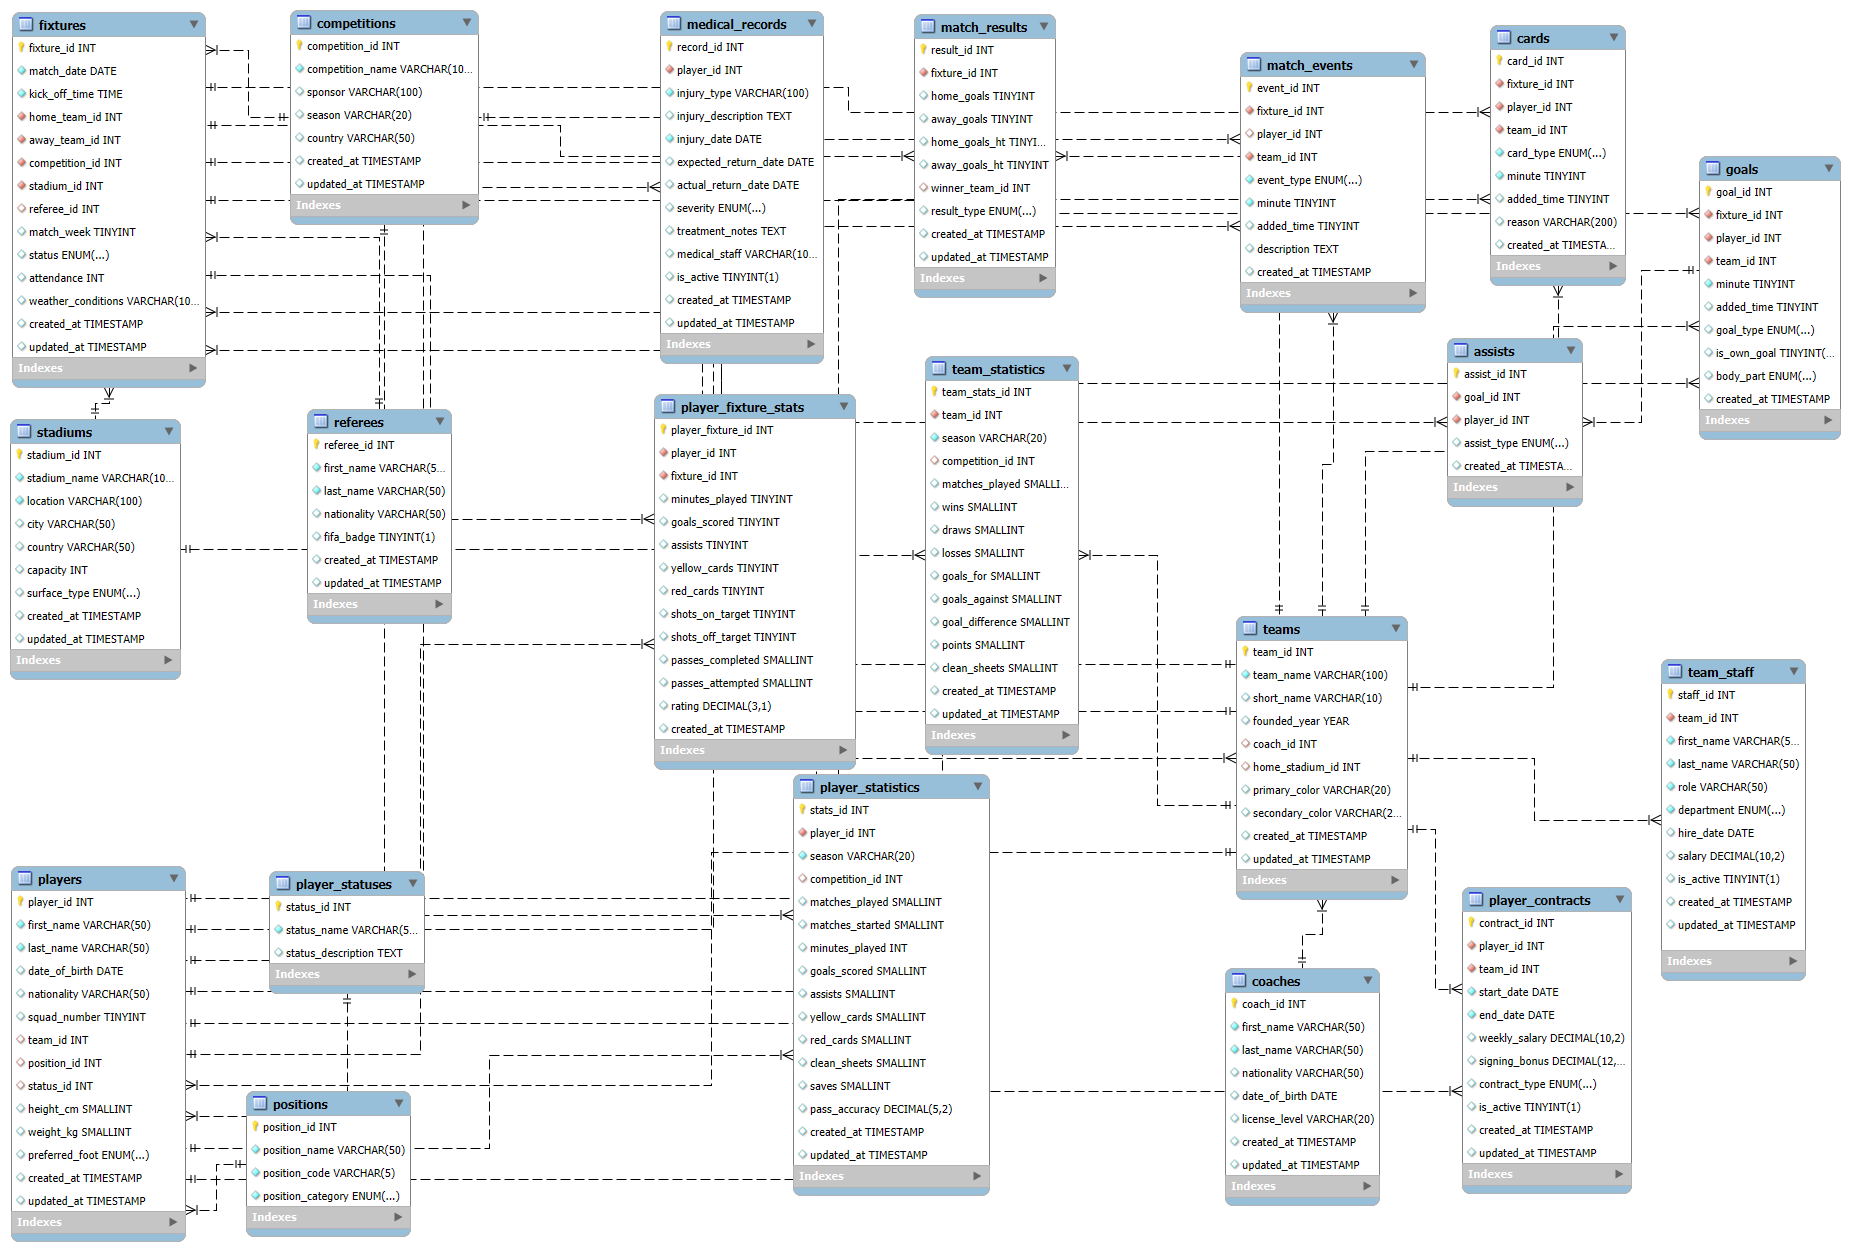 fixtures
fixture_id INT
match_date DATE
kick_off_time TIME
home_team_id INT
away_team_id INT
competition_id INT
stadium_id INT
referee_id INT
match_week TINYINT
status ENUM(...)
attendance INT
weather_conditions VARCHAR(10...
created_at TIMESTAMP
updated_at TIMESTAMP
Indexes
competitions
competition_id INT
competition_name VARCHAR(10...
sponsor VARCHAR(100)
season VARCHAR(20)
country VARCHAR(50)
created_at TIMESTAMP
updated_at TIMESTAMP
Indexes
medical_records
record_id INT
player_id INT
injury_type VARCHAR(100)
injury_description TEXT
injury_date DATE
expected_return_date DATE
actual_return_date DATE
severity ENUM(...)
treatment_notes TEXT
medical_staff VARCHAR(10...
is_active TINYINT(1)
created_at TIMESTAMP
updated_at TIMESTAMP
Indexes
match_results
result_id INT
fixture_id INT
home_goals TINYINT
away_goals TINYINT
home_goals_ht TINYI...
away_goals_ht TINYINT
winner_team_id INT
result_type ENUM(...)
created_at TIMESTAMP
updated_at TIMESTAMP
Indexes
match_events
event_id INT
fixture_id INT
player_id INT
team_id INT
event_type ENUM(...)
minute TINYINT
added_time TINYINT
description TEXT
created_at TIMESTAMP
Indexes
cards
card_id INT
fixture_id INT
player_id INT
team_id INT
card_type ENUM(...)
minute TINYINT
added_time TINYINT
reason VARCHAR(200)
created_at TIMESTA...
Indexes
goals
goal_id INT
fixture_id INT
player_id INT
team_id INT
minute TINYINT
added_time TINYINT
goal_type ENUM(...)
is_own_goal TINYINT(...
body_part ENUM(...)
created_at TIMESTAMP
Indexes
assists
assist_id INT
goal_id INT
player_id INT
assist_type ENUM(...)
created_at TIMESTA...
Indexes
stadiums
stadium_id INT
stadium_name VARCHAR(10...
location VARCHAR(100)
city VARCHAR(50)
country VARCHAR(50)
capacity INT
surface_type ENUM(...)
created_at TIMESTAMP
updated_at TIMESTAMP
Indexes
referees
referee_id INT
first_name VARCHAR(5...
last_name VARCHAR(50)
nationality VARCHAR(50)
fifa_badge TINYINT(1)
created_at TIMESTAMP
updated_at TIMESTAMP
Indexes
player_fixture_stats
player_fixture_id INT
player_id INT
fixture_id INT
minutes_played TINYINT
goals_scored TINYINT
assists TINYINT
yellow_cards TINYINT
red_cards TINYINT
shots_on_target TINYINT
shots_off_target TINYINT
passes_completed SMALLINT
passes_attempted SMALLINT
rating DECIMAL(3,1)
created_at TIMESTAMP
Indexes
team_statistics
team_stats_id INT
team_id INT
season VARCHAR(20)
competition_id INT
matches_played SMALLI...
wins SMALLINT
draws SMALLINT
losses SMALLINT
goals_for SMALLINT
goals_against SMALLINT
goal_difference SMALLINT
points SMALLINT
clean_sheets SMALLINT
created_at TIMESTAMP
updated_at TIMESTAMP
Indexes
teams
team_id INT
team_name VARCHAR(100)
short_name VARCHAR(10)
founded_year YEAR
coach_id INT
home_stadium_id INT
primary_color VARCHAR(20)
secondary_color VARCHAR(2...
created_at TIMESTAMP
updated_at TIMESTAMP
Indexes
team_staff
staff_id INT
team_id INT
first_name VARCHAR(5...
last_name VARCHAR(50)
role VARCHAR(50)
department ENUM(...)
hire_date DATE
salary DECIMAL(10,2)
is_active TINYINT(1)
created_at TIMESTAMP
updated_at TIMESTAMP
Indexes
players
player_id INT
first_name VARCHAR(50)
last_name VARCHAR(50)
date_of_birth DATE
nationality VARCHAR(50)
squad_number TINYINT
team_id INT
position_id INT
status_id INT
height_cm SMALLINT
weight_kg SMALLINT
preferred_foot ENUM(...)
created_at TIMESTAMP
updated_at TIMESTAMP
Indexes
player_statuses
status_id INT
status_name VARCHAR(5...
status_description TEXT
Indexes
positions
position_id INT
position_name VARCHAR(50)
position_code VARCHAR(5)
position_category ENUM(...)
Indexes
player_statistics
stats_id INT
player_id INT
season VARCHAR(20)
competition_id INT
matches_played SMALLINT
matches_started SMALLINT
minutes_played INT
goals_scored SMALLINT
assists SMALLINT
yellow_cards SMALLINT
red_cards SMALLINT
clean_sheets SMALLINT
saves SMALLINT
pass_accuracy DECIMAL(5,2)
created_at TIMESTAMP
updated_at TIMESTAMP
Indexes
coaches
coach_id INT
first_name VARCHAR(50)
last_name VARCHAR(50)
nationality VARCHAR(50)
date_of_birth DATE
license_level VARCHAR(20)
created_at TIMESTAMP
updated_at TIMESTAMP
Indexes
player_contracts
contract_id INT
player_id INT
team_id INT
start_date DATE
end_date DATE
weekly_salary DECIMAL(10,2)
signing_bonus DECIMAL(12,...
contract_type ENUM(...)
is_active TINYINT(1)
created_at TIMESTAMP
updated_at TIMESTAMP
Indexes